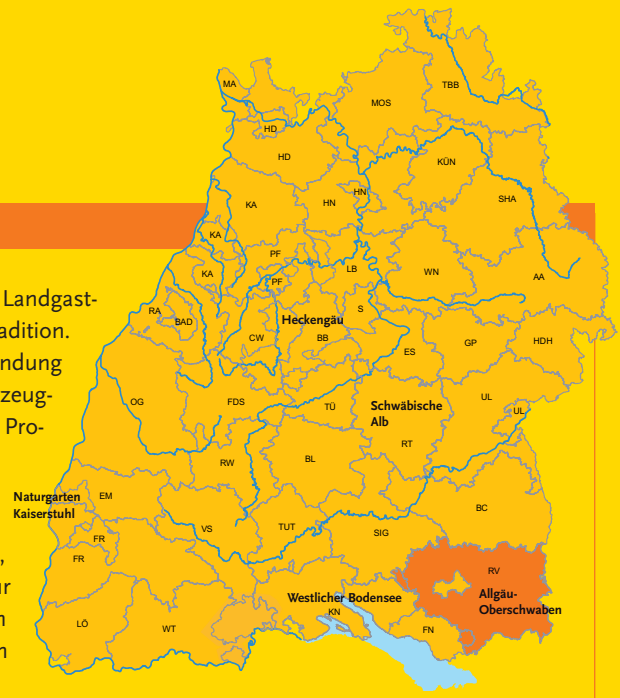 Landgast-
adition.
ndung
zeug-
Pro-
,
ur
n
n
MA
TBB
MOS
HD
HD
KÜN
HN
HN
SHA
KA
KA
PF
KA
PF
LB
WN
AA
RA
BAD
S
Heckengäu
CW
BB
ES
GP
HDH
OG
FDS
TÜ
Schwäbische
Alb
UL
UL
RT
RW
BL
BC
Naturgarten
Kaiserstuhl
EM
FR
FR
VS
TUT
SIG
RV
Allgäu-
Oberschwaben
Westlicher Bodensee
KN
FN
LÖ
WT